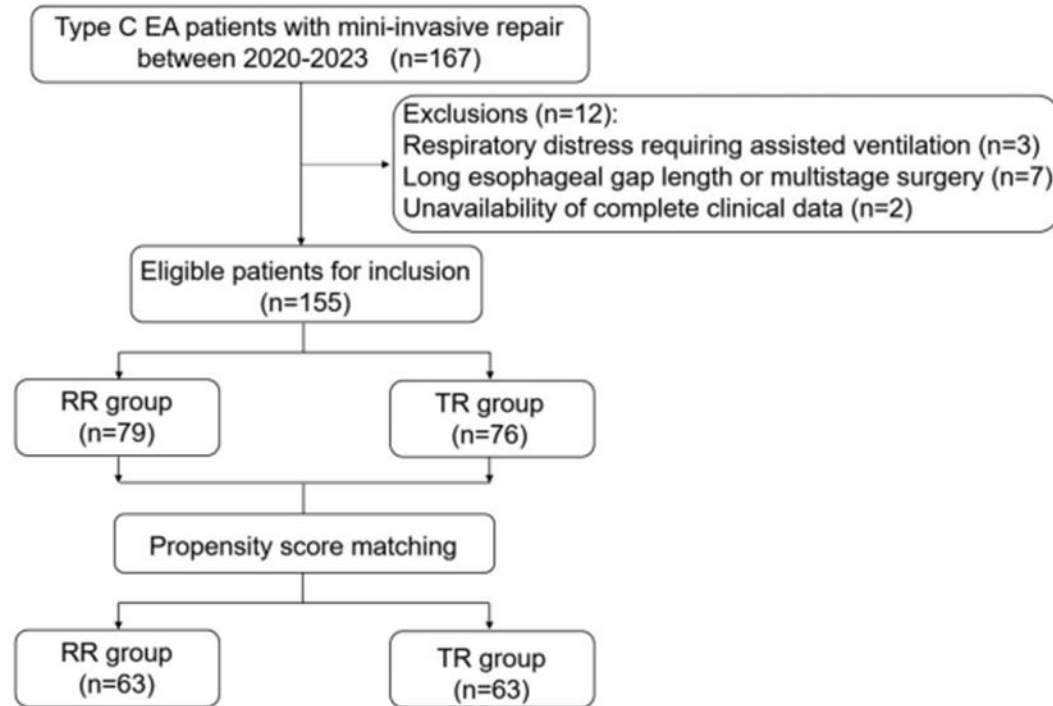 Type C EA patients with mini-invasive repair
between 2020-2023 (n=167)
Exclusions (n=12):
Respiratory distress requiring assisted ventilation (n=3)
Long esophageal gap length or multistage surgery (n=7)
Unavailability of complete clinical data (n=2)
Eligible patients for inclusion
(n=155)
RR group
(n=79)
TR group
(n=76)
Propensity score matching
RR group
(n=63)
TR group
(n=63)